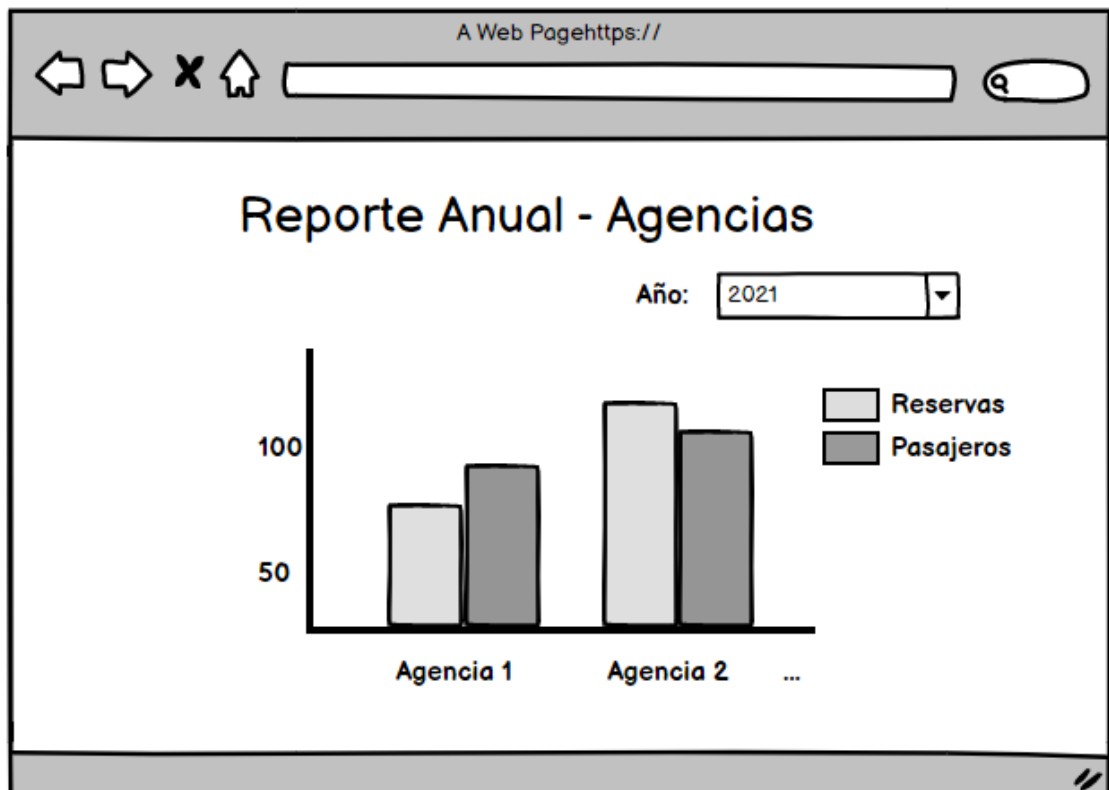 A Web Pagehttps://
Reporte Anual - Agencias
Año: 2021
Reservas
100
Pasajeros
50
Agencia 1 Agencia 2 ...